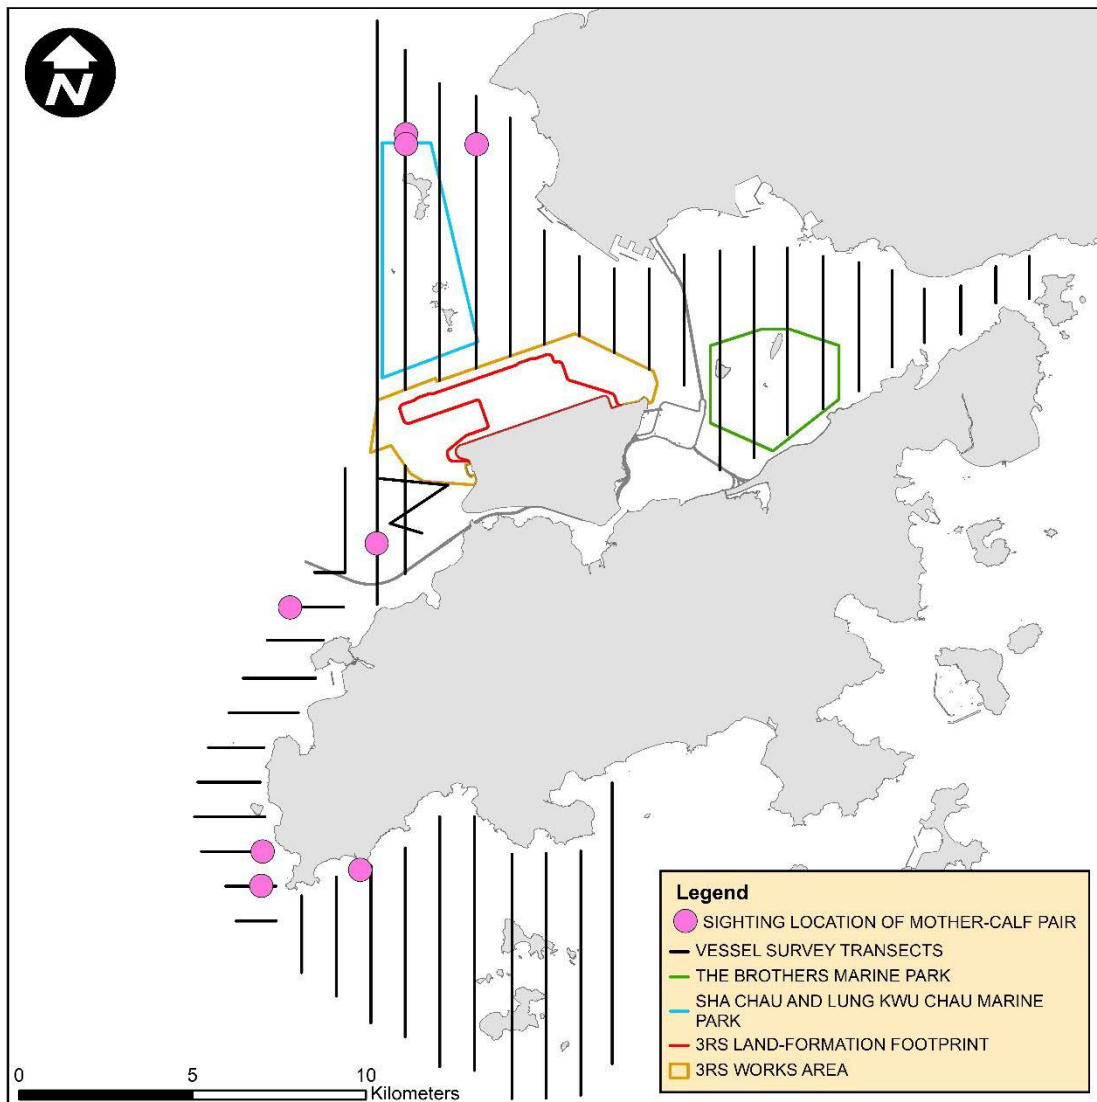 N
Legend
SIGHTING LOCATION OF MOTHER-CALF PAIR
VESSEL SURVEY TRANSECTS
THE BROTHERS MARINE PARK
SHA CHAU AND LUNG KWU CHAU MARINE
PARK
3RS LAND-FORMATION FOOTPRINT
3RS WORKS AREA
0 5 10
Kilometers